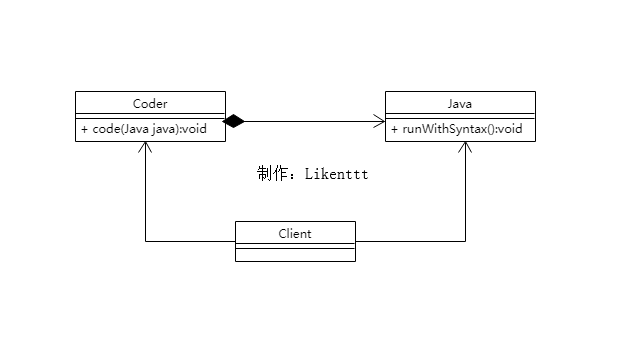 Coder
+ code(Java java):void
Java
+ runWithSyntax():void
制作：Likenttt
Client